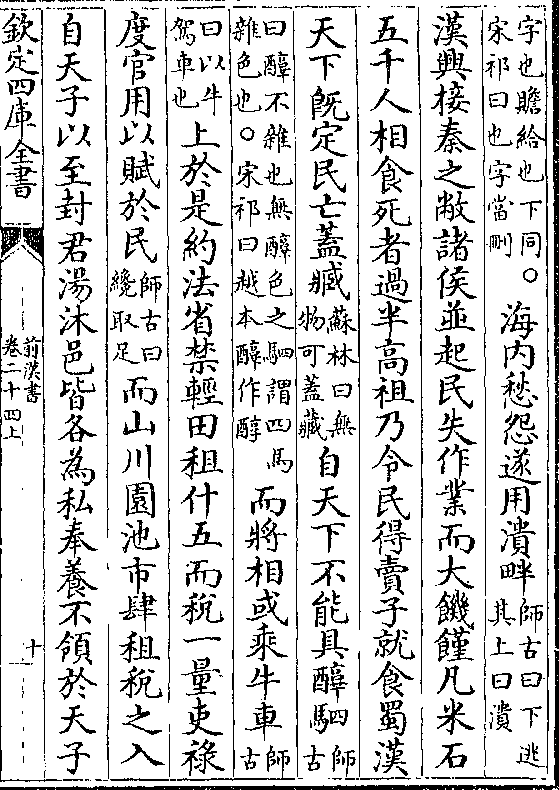 字也贍給也下同○宋祁曰也字當刪海内愁怨遂用潰畔師古曰下逃其上曰潰
漢興接秦之敝諸侯並起民失作業而大饑饉凡米石
五千人相食死者過半高祖乃令民得賣子就食蜀漢
天下既定民亡蓋臧蘇林曰無物可蓋藏自天下不能具醇駟師古
曰醇不雜也無醇色之駟謂四馬雜色也○宋祁曰越本醇作醇而將相或乘牛車師古
曰以牛駕車也上於是約法省禁輕田租什五而稅一量吏祿
度官用以賦於民師古曰纔取足而山川園池市肆租稅之入
自天子以至封君湯沐邑皆各為私奉養不領於天子
欽定四庫全書
前漢書
卷二十四上
十